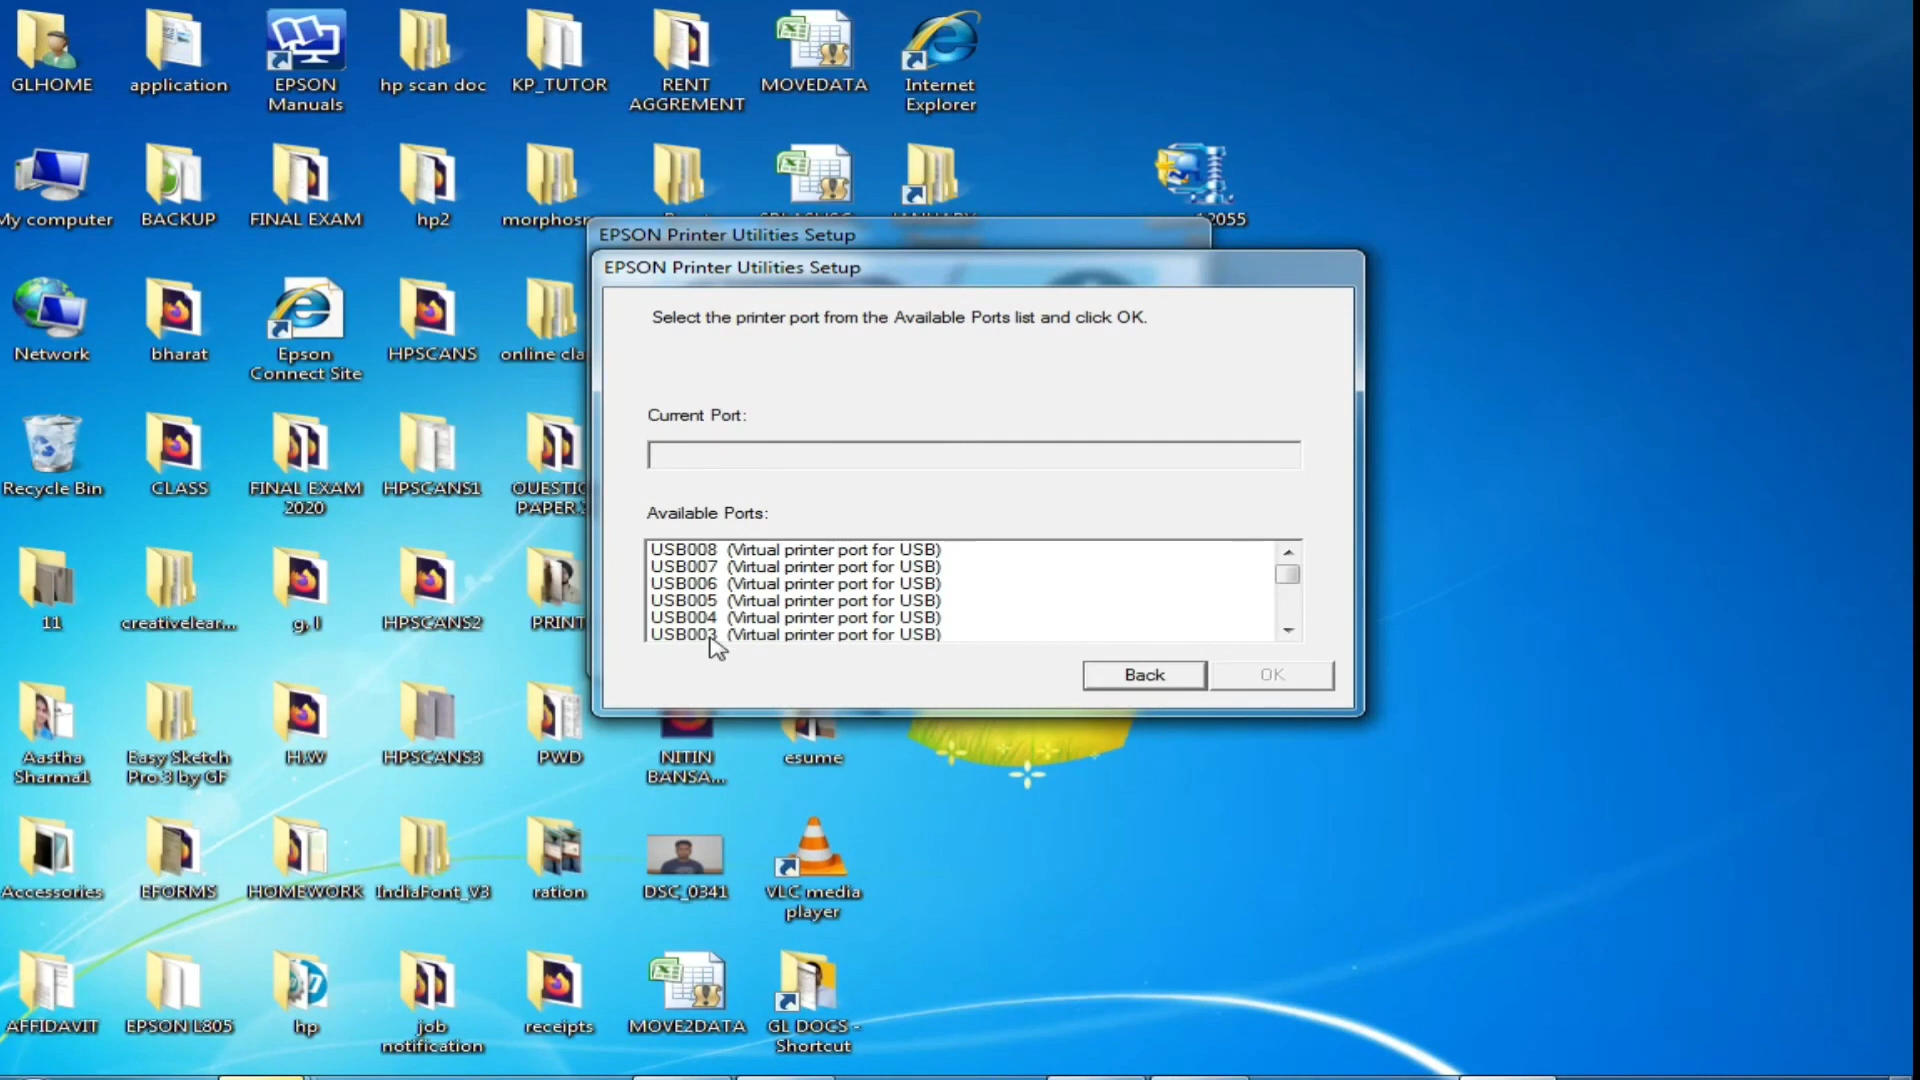 GLHOME
application
EPSON
Manuals
hp scan doc
KP_TUTOR
RENT
AGGREMENT
MOVEDATA
Internet
Explorer
My computer
BACKUP
FINAL EXAM
hp2
12055
Network
bharat
Epson
Connect Site
HPSCANS
online cla
Recycle Bin
CLASS
FINAL EXAM
2020
HPSCANS1
PAPER.
11
creativelear...
g, l
HPSCANS2
PRINT
Aastha
Sharma1
Easy Sketch
Pro.3 by GF
H.W
HPSCANS3
PWD
NITIN
BANSA...
esume
Accessories
EFORMS
HOMEWORK
IndiaFont_V3
ration
DSC_0341
VLC media
player
AFFIDAVIT
EPSON L805
hp
job
notification
receipts
MOVE2DATA
GL DOCS -
Shortcut
EPSON Printer Utilities Setup
EPSON Printer Utilities Setup
Select the printer port from the Available Ports list and click OK.
Current Port:
Available Ports:
USB008 (Virtual printer port for USB)
USB007 (Virtual printer port for USB)
USB006 (Virtual printer port for USB)
USB005 (Virtual printer port for USB)
USB004 (Virtual printer port for USB)
USB003 (Virtual printer port for USB)
Back
OK